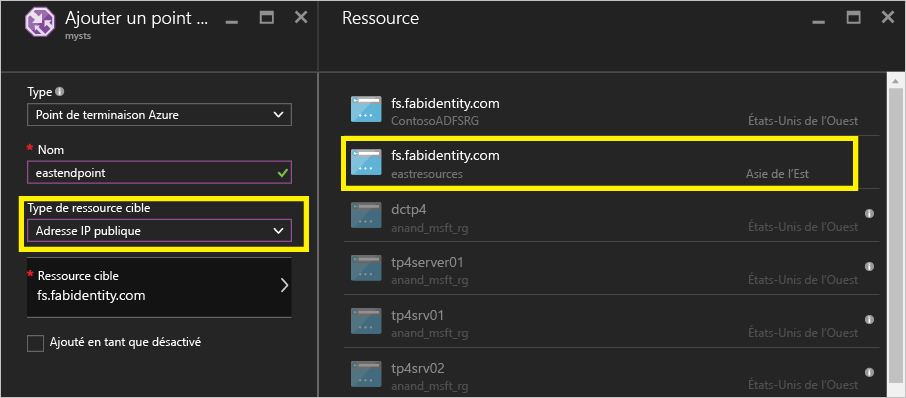 Ajouter un point ...
mysts
Type
Point de terminaison Azure
* Nom
eastendpoint
Type de ressource cible
Adresse IP publique
* Ressource cible
fs.fabidentity.com
Ajouté en tant que désactivé
Ressource
fs.fabidentity.com
ContosoADFSRG États-Unis de l'Ouest
fs.fabidentity.com
eastresources Asie de l'Est
dctp4
anand_msft_rg États-Unis de l'Ouest
tp4server01
anand_msft_rg États-Unis de l'Ouest
tp4srv01
anand_msft_rg États-Unis de l'Ouest
tp4srv02
anand_msft_rg États-Unis de l'Ouest